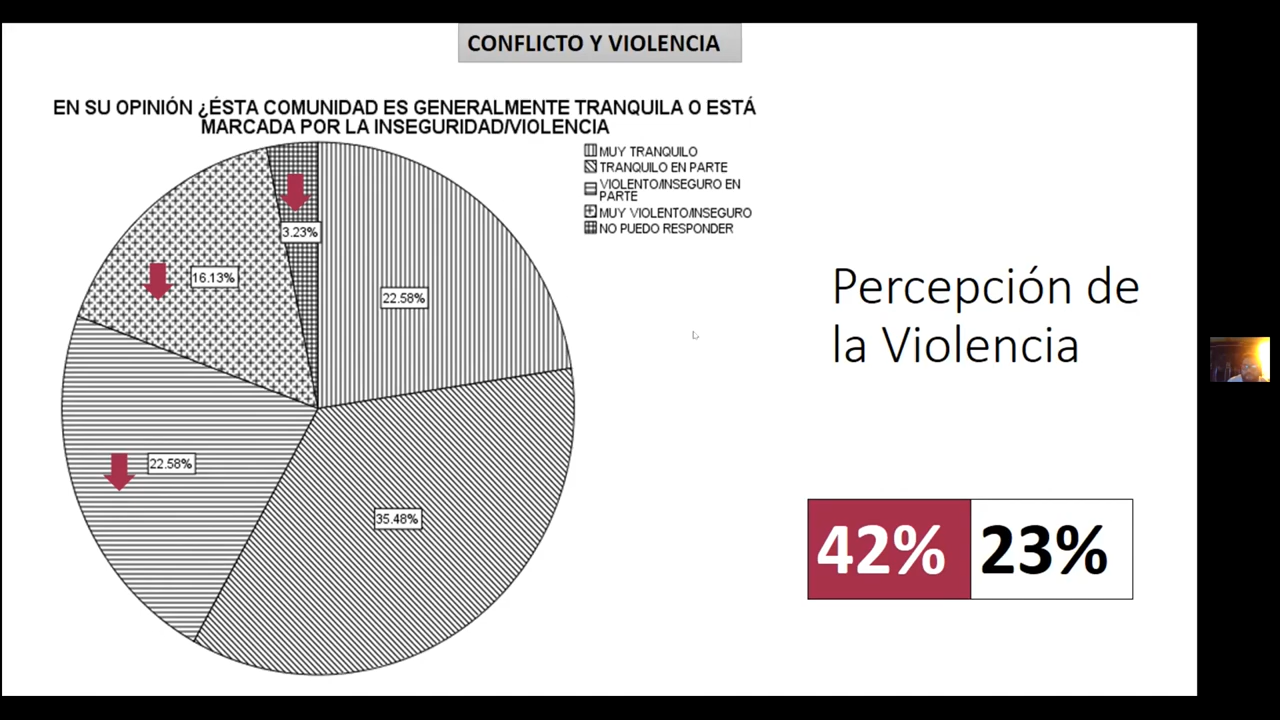 CONFLICTO Y VIOLENCIA
EN SU OPINIÓN ¿ÉSTA COMUNIDAD ES GENERALMENTE TRANQUILA O ESTÁ
MARCADA POR LA INSEGURIDAD/VIOLENCIA
MUY TRANQUILO
TRANQUILO EN PARTE
VIOLENTO/INSEGURO EN
PARTE
MUY VIOLENTO/INSEGURO
NO PUEDO RESPONDER
3.23%
16.13%
22.58%
22.58%
35.48%
Percepción de
la Violencia
42% 23%